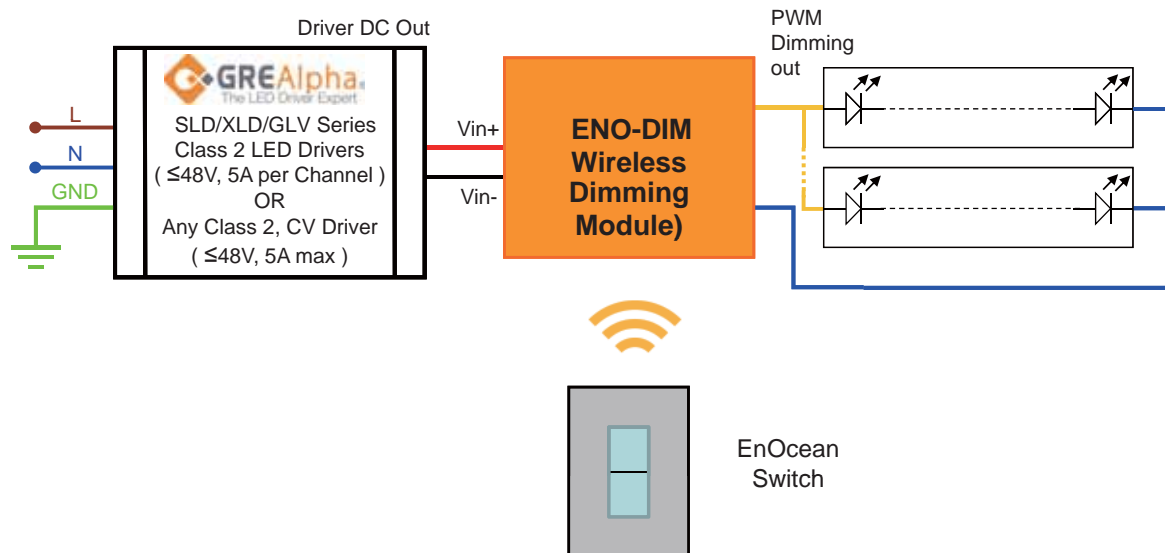 Driver DC Out
GREAlpha®
The LED Driver Expert
SLD/XLD/GLV Series
Class 2 LED Drivers
( ≤48V, 5A per Channel )
OR
Any Class 2, CV Driver
( ≤48V, 5A max )
L
N
GND
Vin+
Vin-
ENO-DIM
Wireless
Dimming
Module)
PWM
Dimming
out
EnOcean
Switch